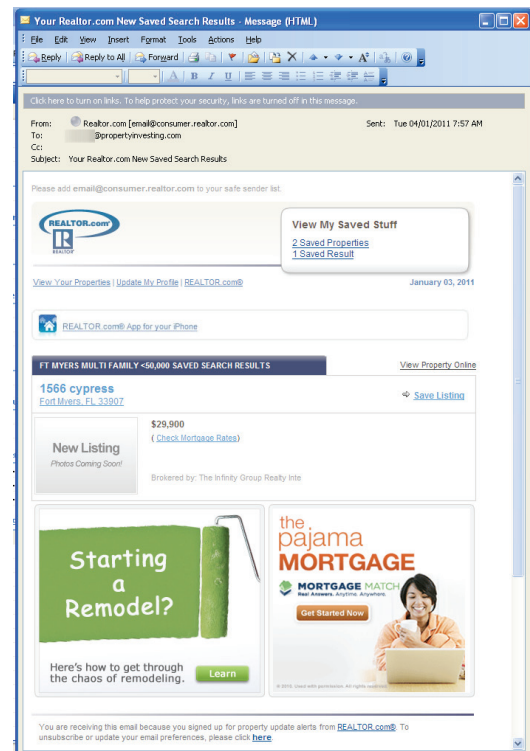 Your Realtor.com New Saved Search Results - Message (HTML)
File Edit View Insert Format Tools Actions Help
Reply Reply to All Forward
A B I U
Click here to turn on links. To help protect your security, links are turned off in this message.
From: Realtor.com [email@consumer.realtor.com] Sent: Tue 04/01/2011 7:57 AM
To: @propertyinvesting.com
Cc:
Subject: Your Realtor.com New Saved Search Results
Please add email@consumer.realtor.com to your safe sender list.
REALTOR.com®
R
REALTOR®
View My Saved Stuff
2 Saved Properties
1 Saved Result
View Your Properties | Update My Profile | REALTOR.com® January 03, 2011
REALTOR.com® App for your iPhone
FT MYERS MULTI FAMILY <50,000 SAVED SEARCH RESULTS View Property Online
1566 cypress
Fort Myers, FL 33907
Save Listing
$29,900
( Check Mortgage Rates)
New Listing
Photos Coming Soon!
Brokered by: The Infinity Group Realty Inte
Starting
a
Remodel?
Here's how to get through
the chaos of remodeling.
Learn
the
pajama
MORTGAGE
MORTGAGE MATCH
Real Answers. Anytime. Anywhere.
Get Started Now
© 2010. Used with permission. All rights reserved.
You are receiving this email because you signed up for property update alerts from REALTOR.com®. To
unsubscribe or update your email preferences, please click here.